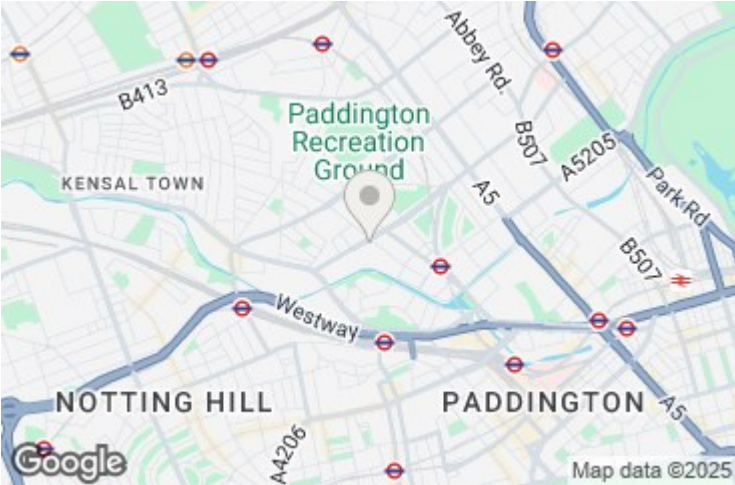 Abbey Rd.
B413
Paddington
Recreation
Ground
B507
A5205
KENSAL TOWN
A5
Park Rd
B507
Westway
NOTTING HILL
PADDINGTON
A5
A4206
Google
Map data ©2025